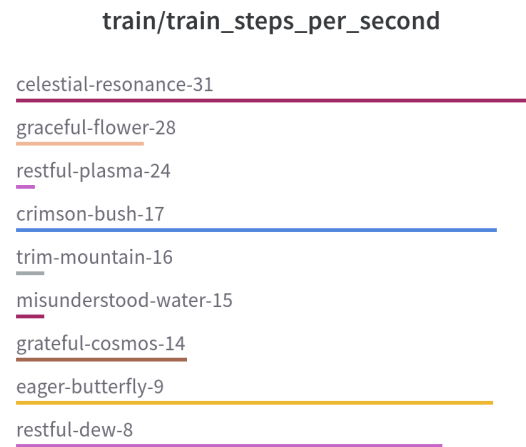 train/train_steps_per_second
celestial-resonance-31
graceful-flower-28
restful-plasma-24
crimson-bush-17
trim-mountain-16
misunderstood-water-15
grateful-cosmos-14
eager-butterfly-9
restful-dew-8